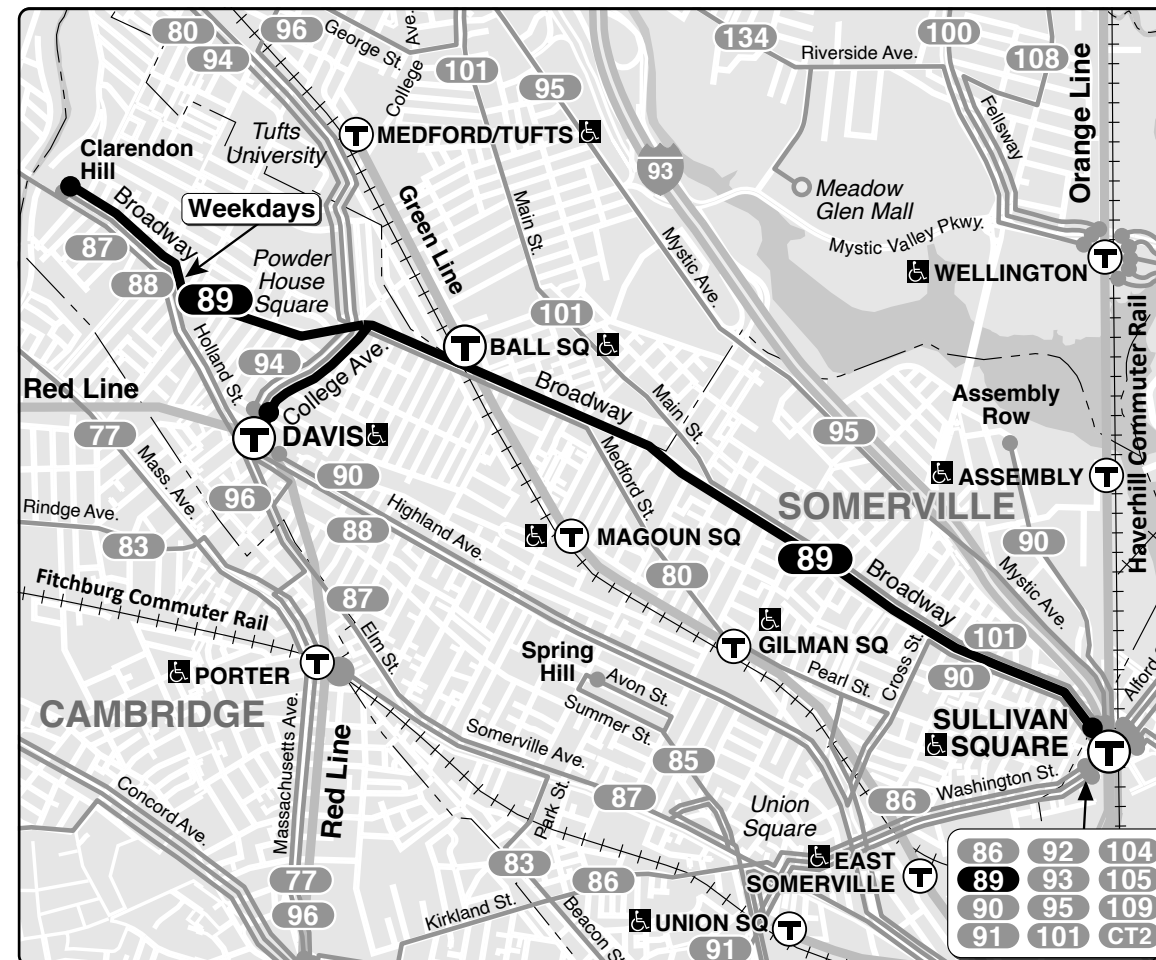 80
96
George St.
College Ave.
134
Riverside Ave.
100
108
94
101
95
Orange Line
Fellsway
Tufts
University
MEDFORD/TUFTS
Clarendon
Hill
93
Meadow
Glen Mall
Mystic Valley Pkwy.
Broadway
Weekdays
Green Line
Main St.
Mystic Ave.
87
88
Powder
House
Square
89
WELLINGTON
Haverhill Commuter Rail
101
BALL SQ
Holland St.
94
College Ave.
Red Line
Broadway
Main St.
Assembly
Row
77
DAVIS
95
Mass. Ave.
90
Medford St.
ASSEMBLY
96
SOMERVILLE
Rindge Ave.
88
Highland Ave.
83
MAGOUN SQ
89
90
Fitchburg Commuter Rail
80
Broadway
Mystic Ave.
87
Elm St.
GILMAN SQ
101
Spring
Hill
Pearl St.
Cross St.
90
Alford
PORTER
Avon St.
CAMBRIDGE
Summer St.
SULLIVAN
SQUARE
Massachusetts Ave.
Red Line
Somerville Ave.
85
Washington St.
Concord Ave.
87
Park St.
Union
Square
86
83
86
EAST
SOMERVILLE
77
96
Kirkland St.
Beacon St
UNION SQ
91
86 92 104
89 93 105
90 95 109
91 101 CT2